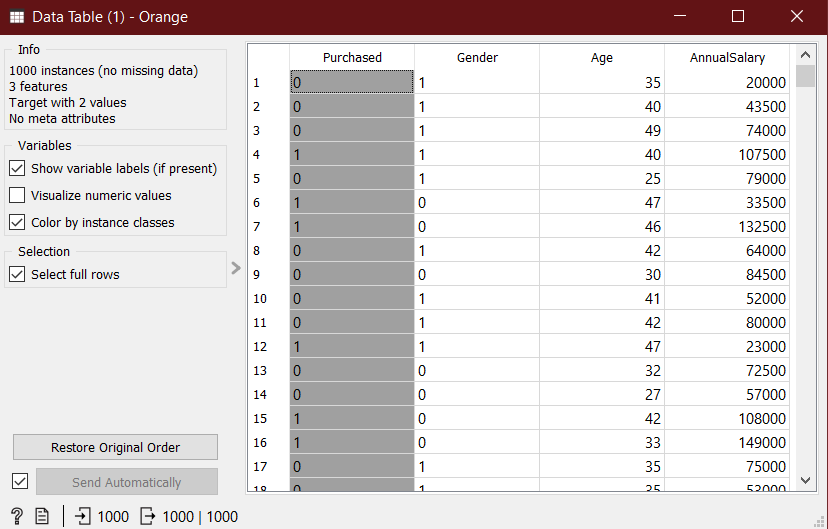 Data Table (1) - Orange
Info
1000 instances (no missing data)
3 features
Target with 2 values
No meta attributes
Variables
Show variable labels (if present)
Visualize numeric values
Color by instance classes
Selection
Select full rows
Restore Original Order
Send Automatically
? 1000 1000 | 1000
Purchased Gender Age AnnualSalary
1 0 1 35 20000
2 0 1 40 43500
3 0 1 49 74000
4 1 1 40 107500
5 0 1 25 79000
6 1 0 47 33500
7 1 0 46 132500
8 0 1 42 64000
9 0 0 30 84500
10 0 1 41 52000
11 0 1 42 80000
12 1 1 47 23000
13 0 0 32 72500
14 0 0 27 57000
15 1 0 42 108000
16 1 0 33 149000
17 0 1 35 75000
18 0 1 35 53000